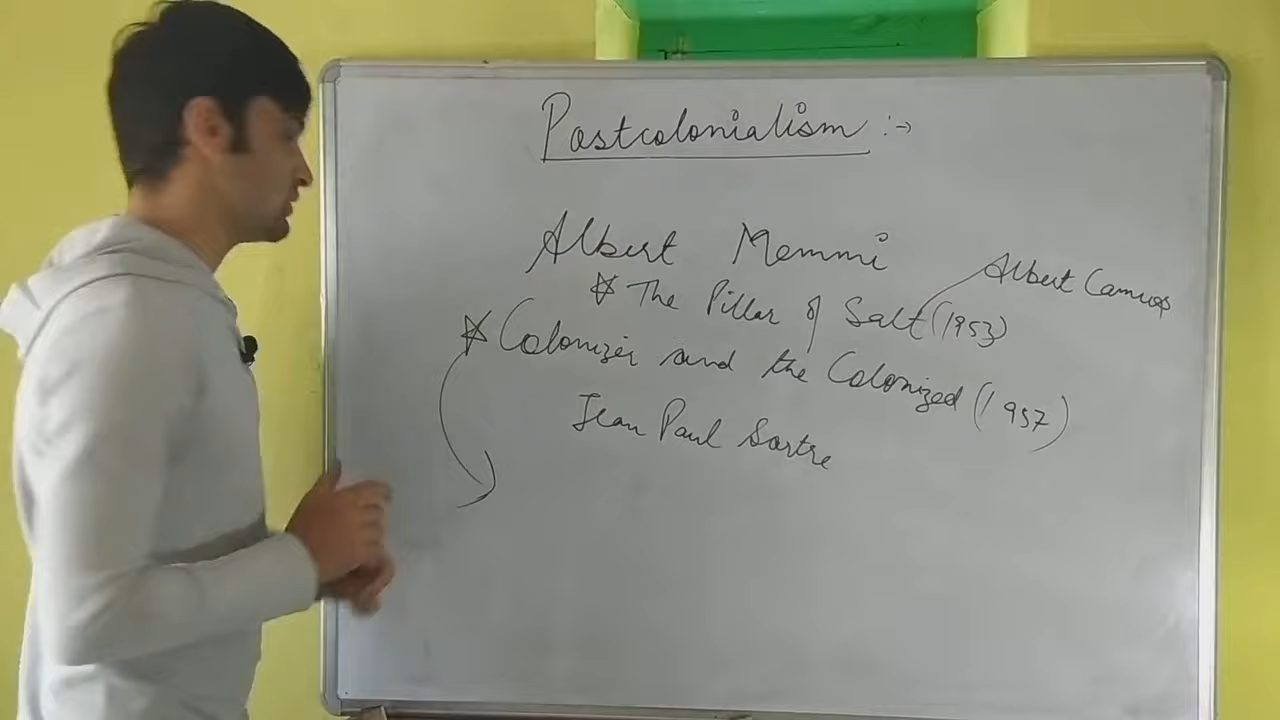 Postcolonialism :->
Albert Memmi
* The Pillar of Salt (1953)
Albert Camus
* Colonizer and the Colonized (1957)
Jean Paul Sartre